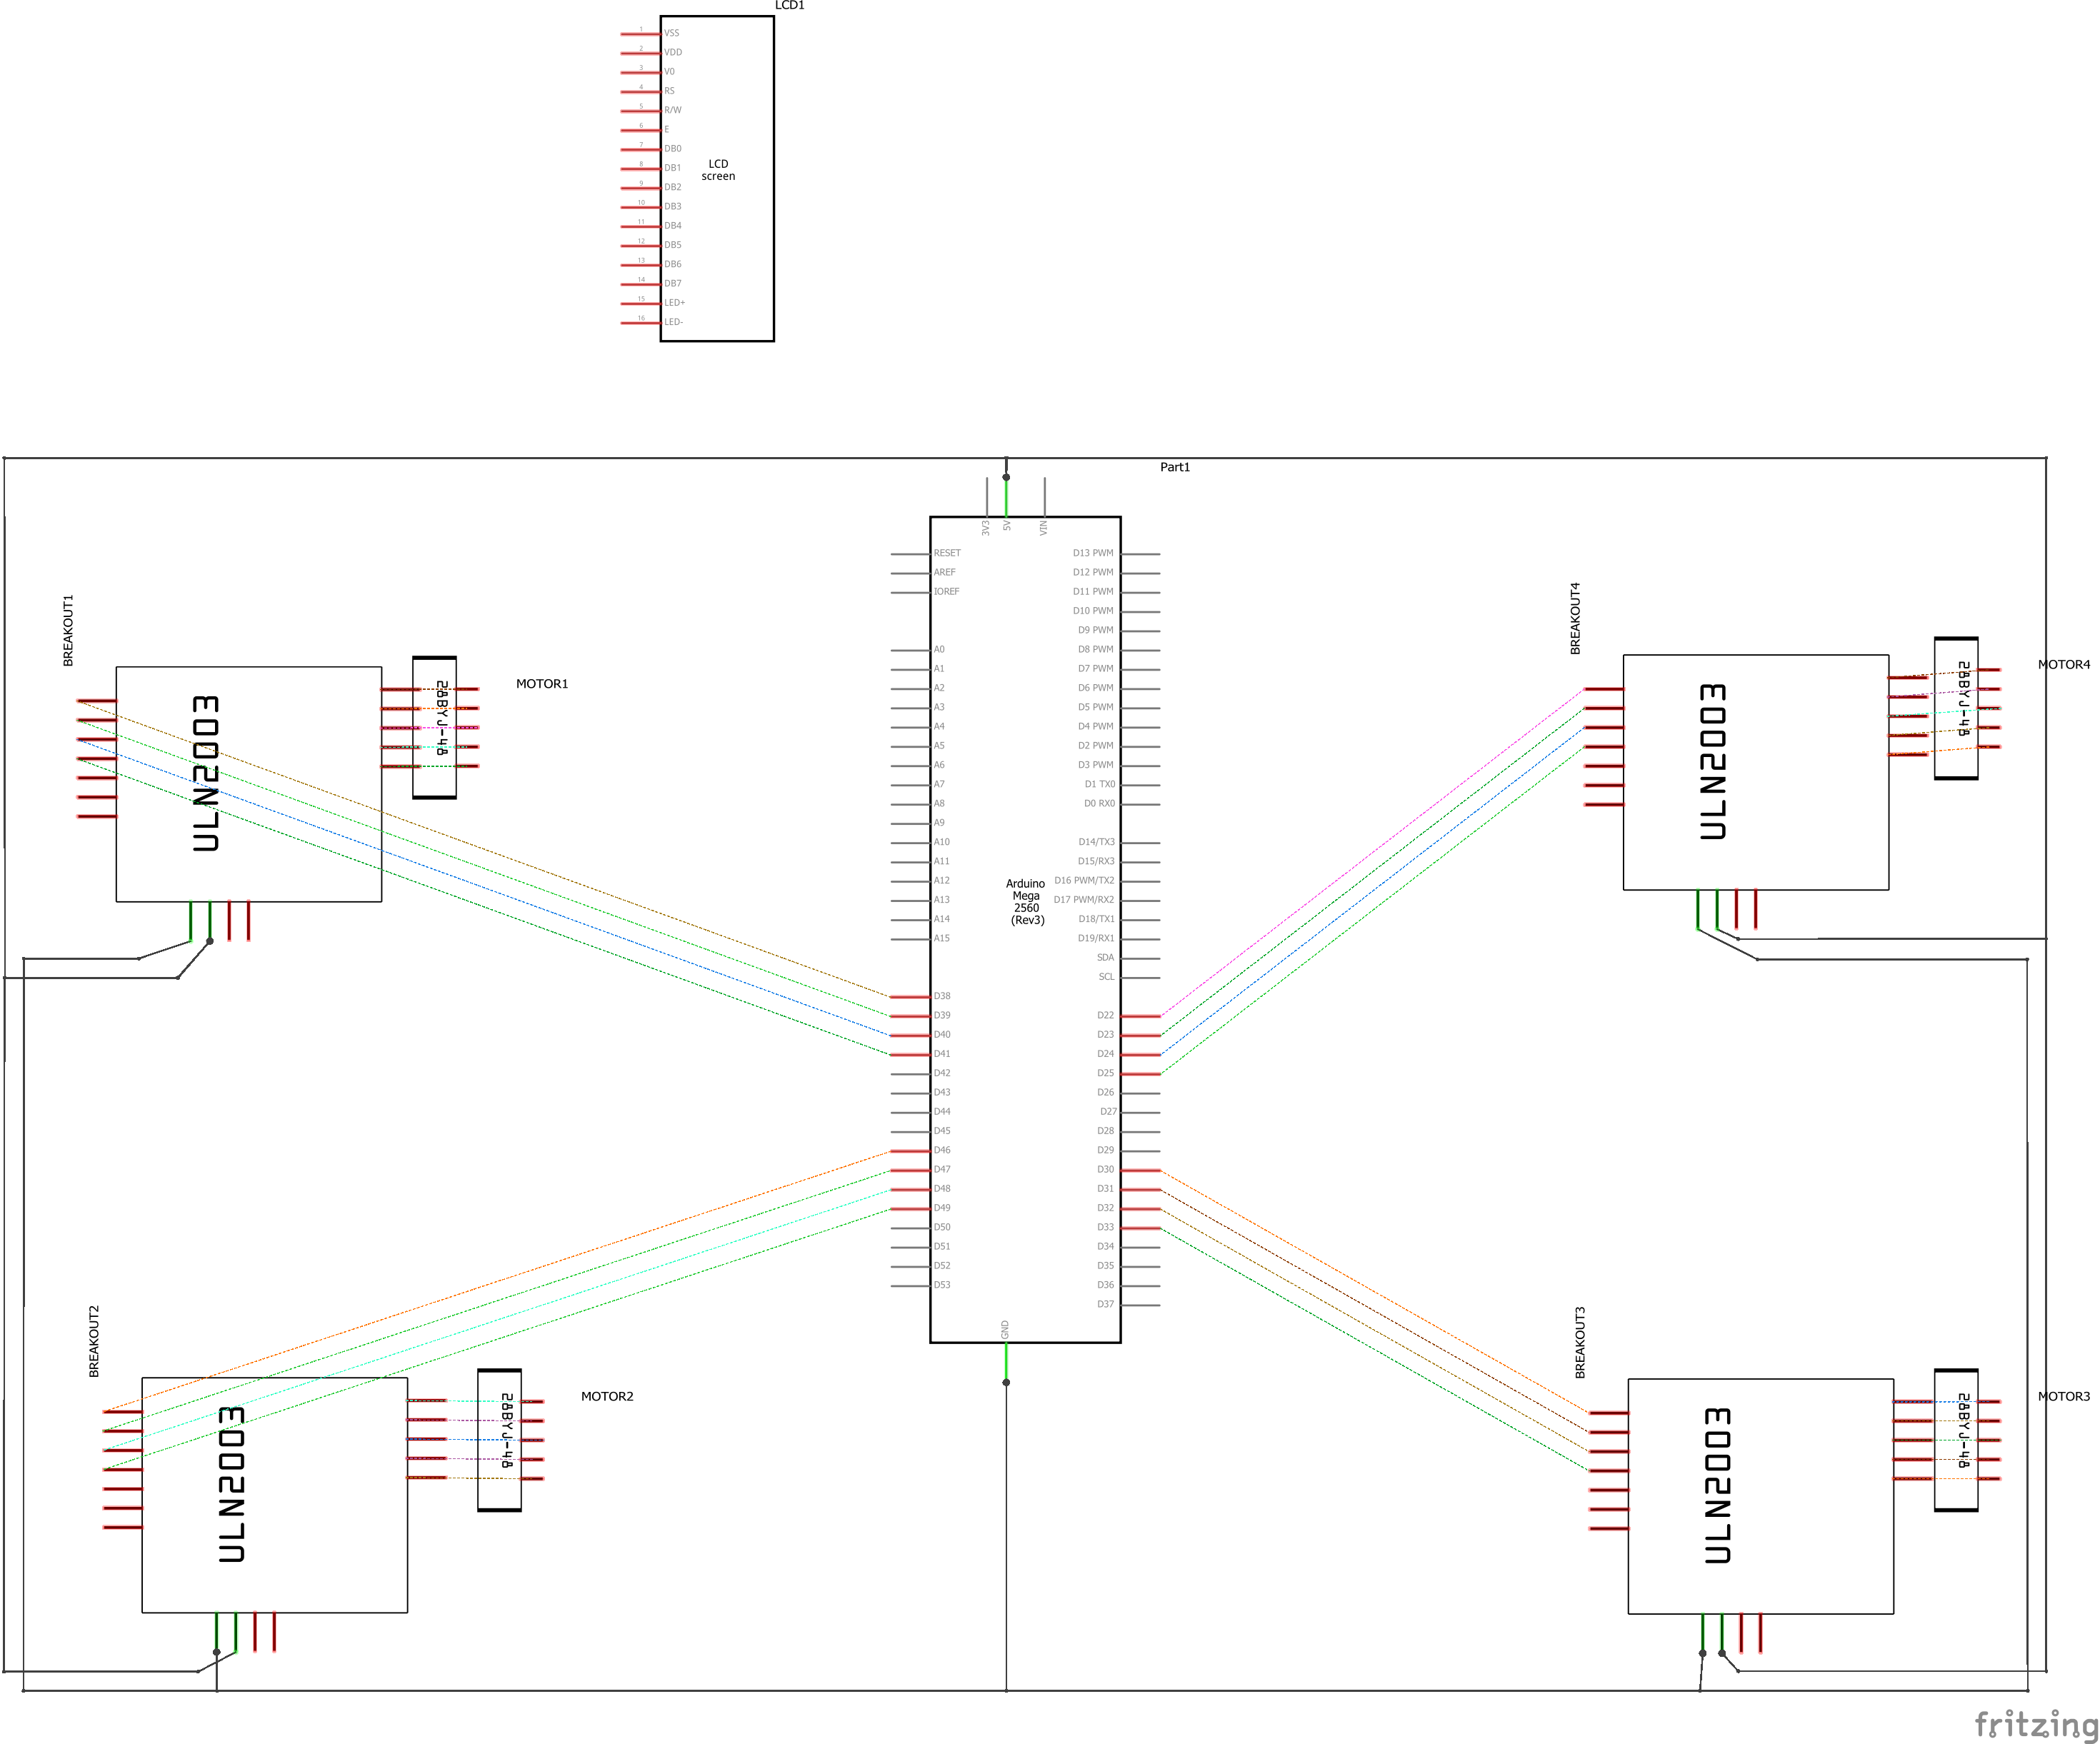 LCD1
1 VSS
2 VDD
3 V0
4 RS
5 R/W
6 E
7 DB0
8 DB1
9 DB2
10 DB3
11 DB4
12 DB5
13 DB6
14 DB7
15 LED+
16 LED-
LCD
screen
Part1
3V3
5V
VIN
RESET
AREF
IOREF
A0
A1
A2
A3
A4
A5
A6
A7
A8
A9
A10
A11
A12
A13
A14
A15
D38
D39
D40
D41
D42
D43
D44
D45
D46
D47
D48
D49
D50
D51
D52
D53
D13 PWM
D12 PWM
D11 PWM
D10 PWM
D9 PWM
D8 PWM
D7 PWM
D6 PWM
D5 PWM
D4 PWM
D2 PWM
D3 PWM
D1 TX0
D0 RX0
D14/TX3
D15/RX3
D16 PWM/TX2
D17 PWM/RX2
D18/TX1
D19/RX1
SDA
SCL
D22
D23
D24
D25
D26
D27
D28
D29
D30
D31
D32
D33
D34
D35
D36
D37
Arduino
Mega
2560
(Rev3)
GND
BREAKOUT1
ULN2003
28BYJ-48
MOTOR1
BREAKOUT4
ULN2003
28BYJ-48
MOTOR4
BREAKOUT2
ULN2003
28BYJ-48
MOTOR2
BREAKOUT3
ULN2003
28BYJ-48
MOTOR3
fritzing